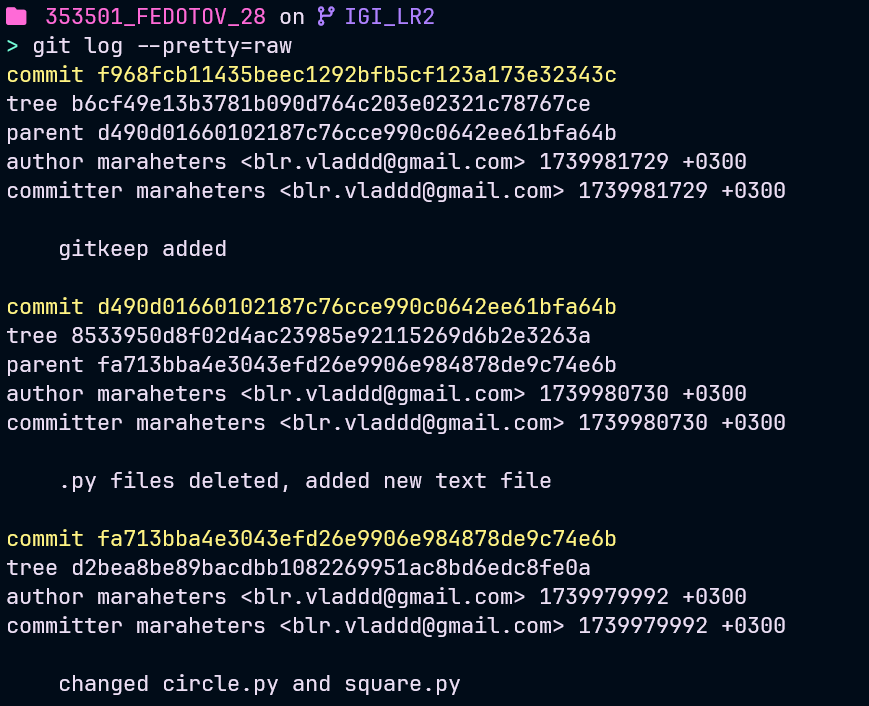 353501_FEDOTOV_28 on IGI_LR2
> git log --pretty=raw
commit f968fcb11435beec1292bfb5cf123a173e32343c
tree b6cf49e13b3781b090d764c203e02321c78767ce
parent d490d01660102187c76cce990c0642ee61bfa64b
author maraheters <blr.vladdd@gmail.com> 1739981729 +0300
committer maraheters <blr.vladdd@gmail.com> 1739981729 +0300
gitkeep added
commit d490d01660102187c76cce990c0642ee61bfa64b
tree 8533950d8f02d4ac23985e92115269d6b2e3263a
parent fa713bba4e3043efd26e9906e984878de9c74e6b
author maraheters <blr.vladdd@gmail.com> 1739980730 +0300
committer maraheters <blr.vladdd@gmail.com> 1739980730 +0300
.py files deleted, added new text file
commit fa713bba4e3043efd26e9906e984878de9c74e6b
tree d2bea8be89bacdbb1082269951ac8bd6edc8fe0a
author maraheters <blr.vladdd@gmail.com> 1739979992 +0300
committer maraheters <blr.vladdd@gmail.com> 1739979992 +0300
changed circle.py and square.py